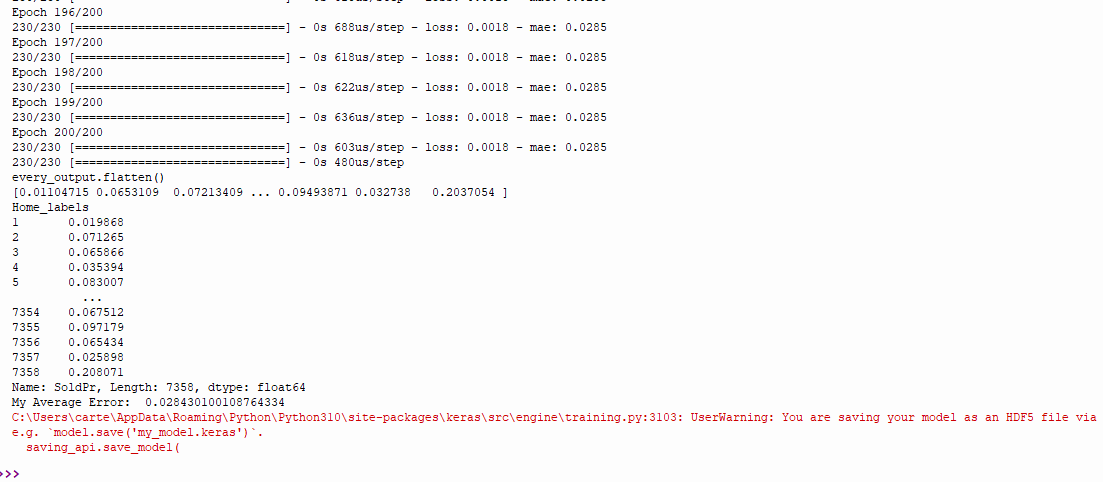 Epoch 196/200
230/230 [==============================] - 0s 688us/step - loss: 0.0018 - mae: 0.0285
Epoch 197/200
230/230 [==============================] - 0s 618us/step - loss: 0.0018 - mae: 0.0285
Epoch 198/200
230/230 [==============================] - 0s 622us/step - loss: 0.0018 - mae: 0.0285
Epoch 199/200
230/230 [==============================] - 0s 636us/step - loss: 0.0018 - mae: 0.0285
Epoch 200/200
230/230 [==============================] - 0s 603us/step - loss: 0.0018 - mae: 0.0285
230/230 [==============================] - 0s 480us/step
every_output.flatten()
[0.01104715 0.0653109  0.07213409 ... 0.09493871 0.032738   0.2037054 ]
Home_labels
1       0.019868
2       0.071265
3       0.065866
4       0.035394
5       0.083007
          ...
7354    0.067512
7355    0.097179
7356    0.065434
7357    0.025898
7358    0.208071
Name: SoldPr, Length: 7358, dtype: float64
My Average Error:  0.028430100108764334
C:\Users\carte\AppData\Roaming\Python\Python310\site-packages\keras\src\engine\training.py:3103: UserWarning: You are saving your model as an HDF5 file via
e.g. `model.save('my_model.keras')`.
  saving_api.save_model(
>>>